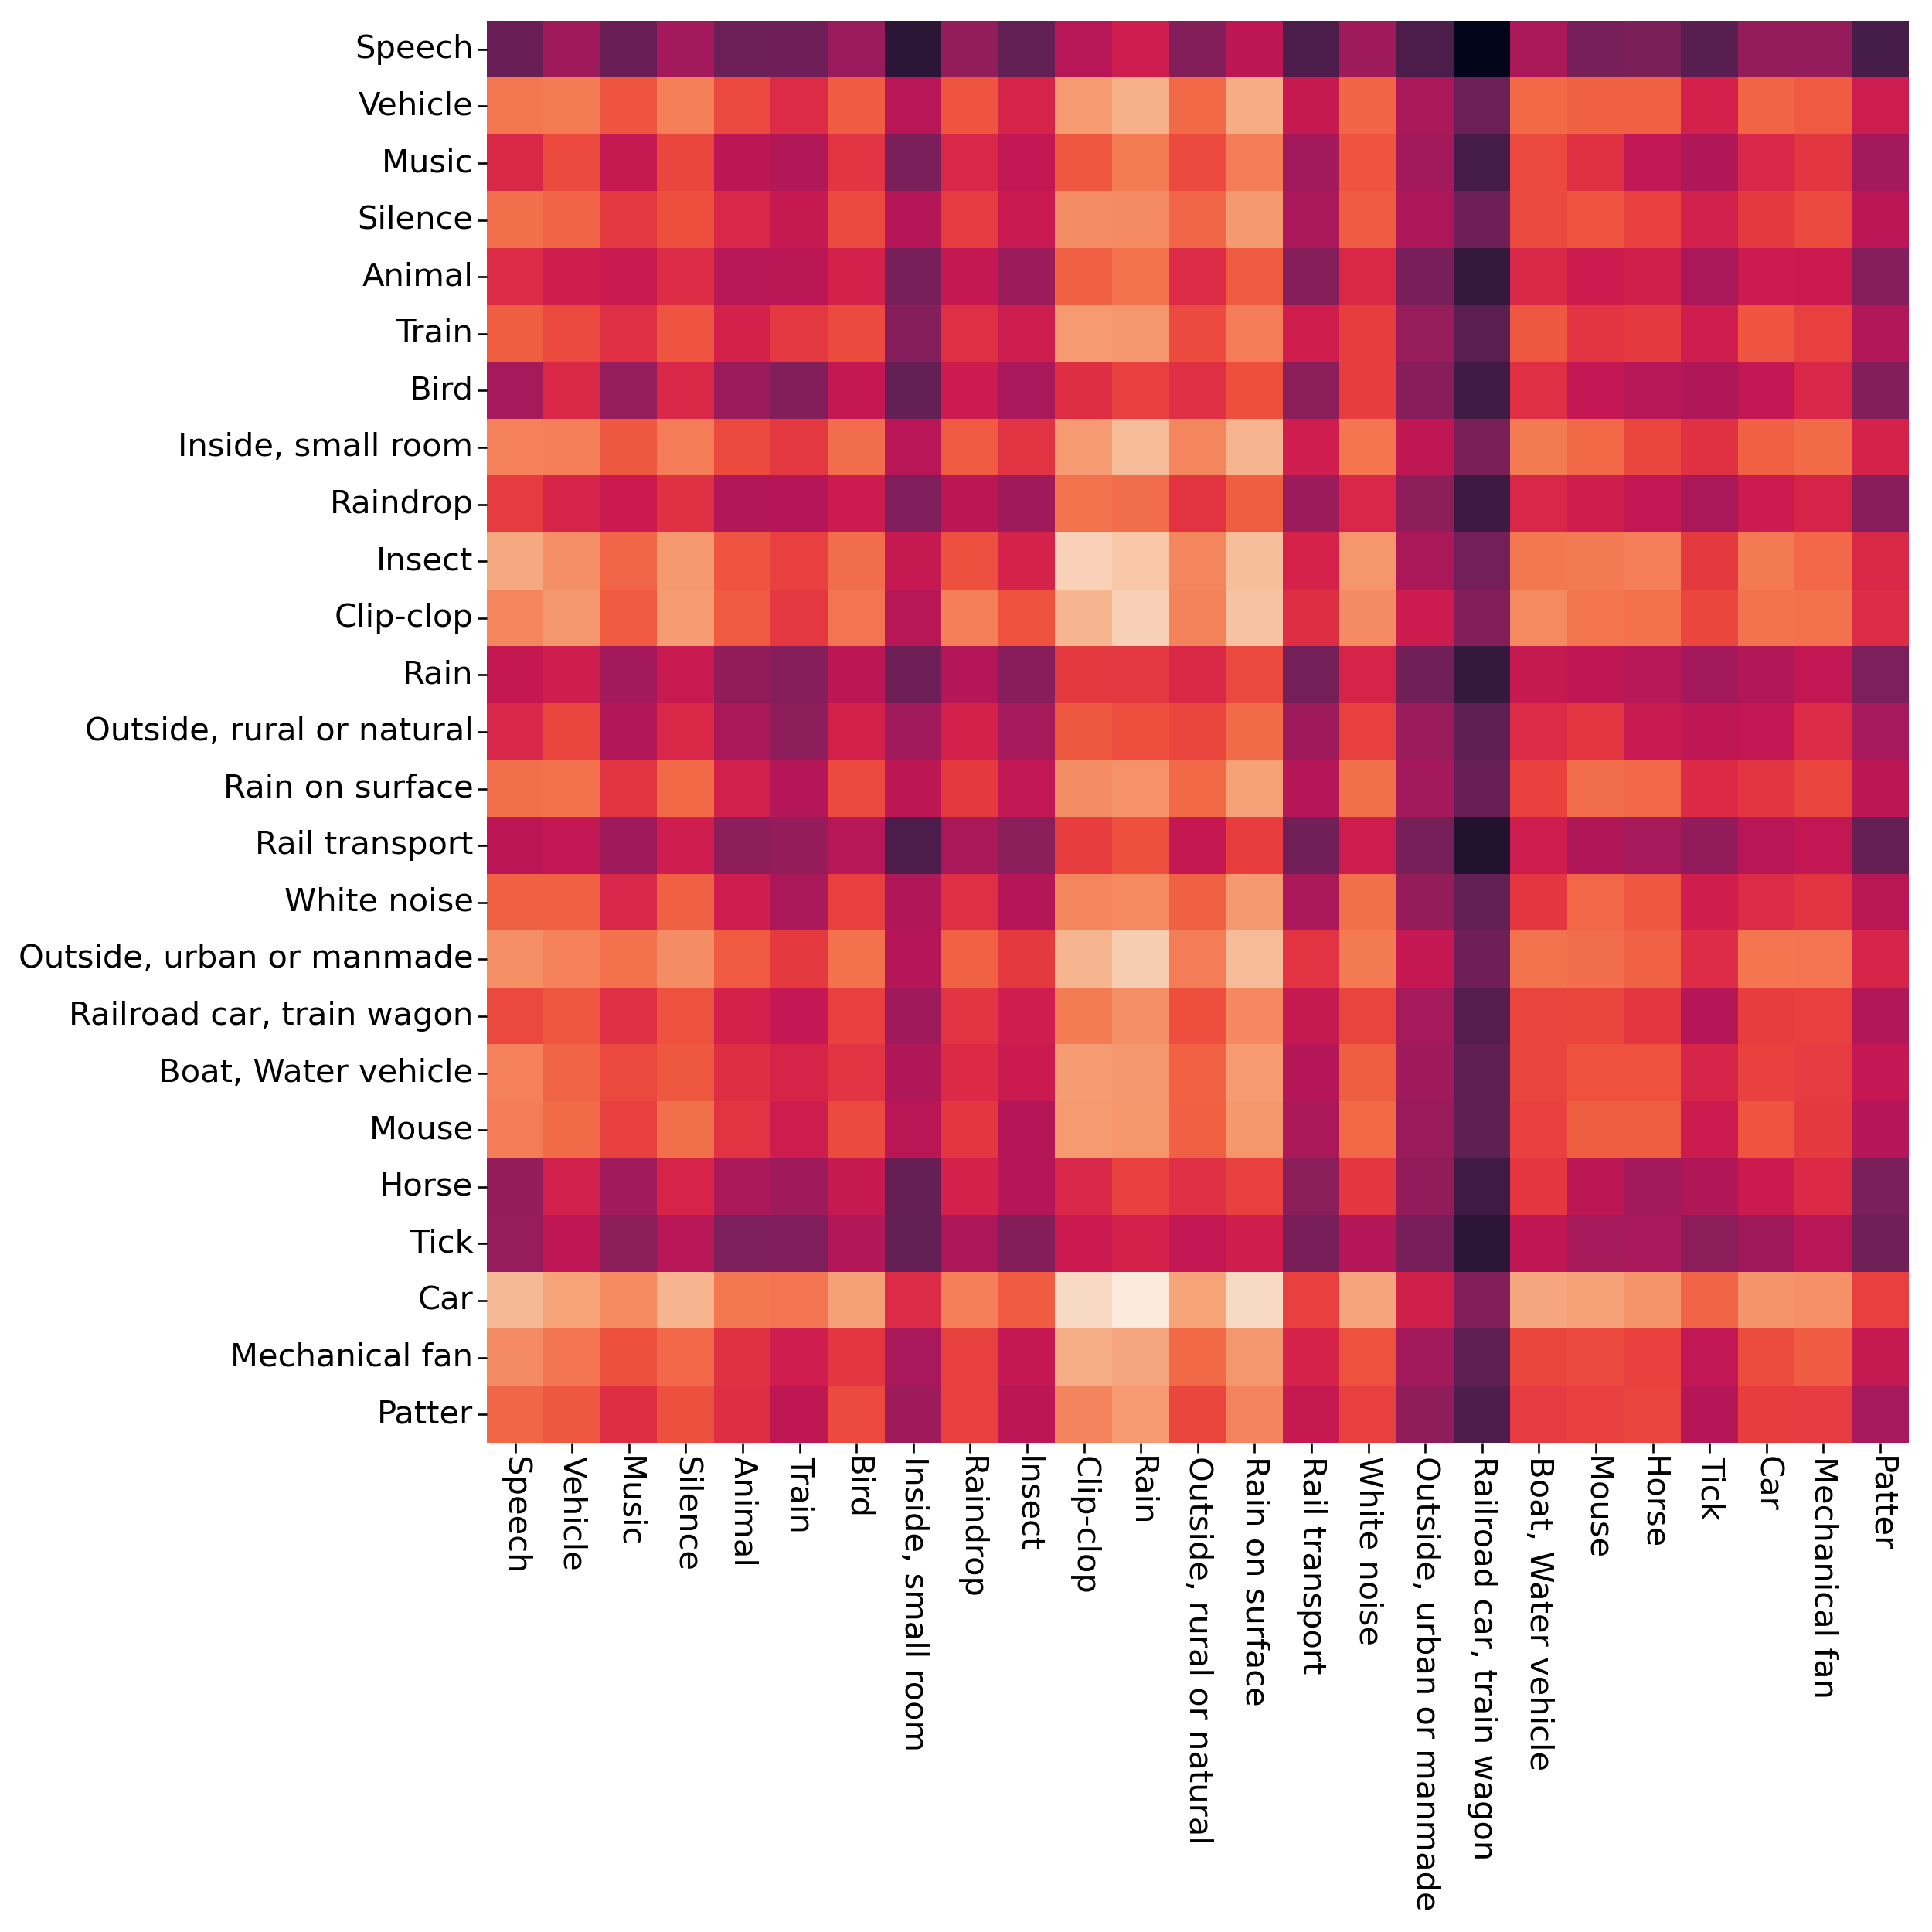 Speech
Vehicle
Music
Silence
Animal
Train
Bird
Inside, small room
Raindrop
Insect
Clip-clop
Rain
Outside, rural or natural
Rain on surface
Rail transport
White noise
Outside, urban or manmade
Railroad car, train wagon
Boat, Water vehicle
Mouse
Horse
Tick
Car
Mechanical fan
Patter
Speech
Vehicle
Music
Silence
Animal
Train
Bird
Inside, small room
Raindrop
Insect
Clip-clop
Rain
Outside, rural or natural
Rain on surface
Rail transport
White noise
Outside, urban or manmade
Railroad car, train wagon
Boat, Water vehicle
Mouse
Horse
Tick
Car
Mechanical fan
Patter